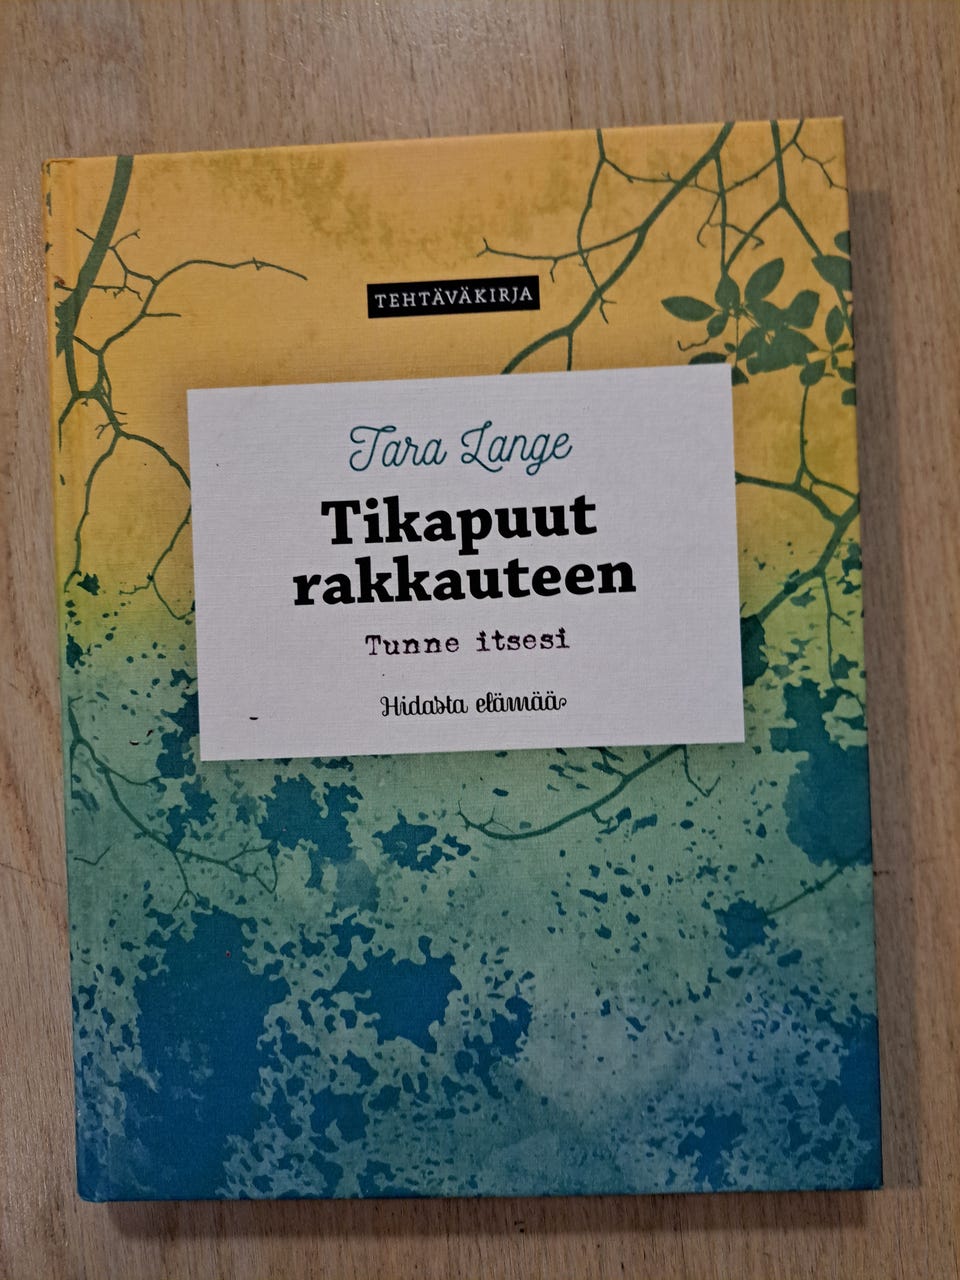 TEHTÄVÄKIRJA
Tara Lange
Tikapuut
rakkauteen
Tunne itsesi
Hidasta elämää